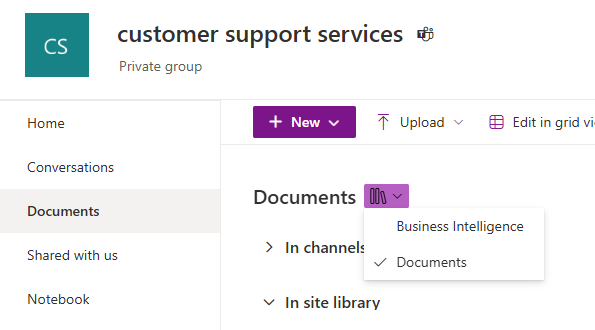 CS
customer support services
Private group
Home
Conversations
Documents
Shared with us
Notebook
+ New
Upload
Edit in grid vi
Documents
Business Intelligence
Documents
In channels
In site library